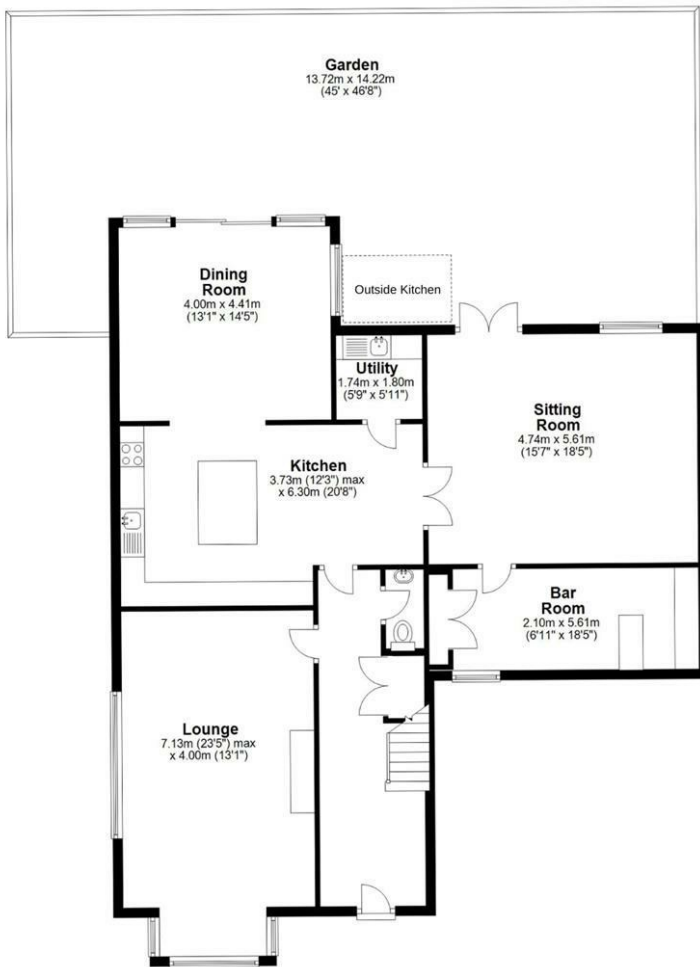 Garden
13.72m x 14.22m
(45' x 46'8")
Dining
Room
4.00m x 4.41m
(13'1" x 14'5")
Outside Kitchen
Utility
1.74m x 1.80m
(5'9" x 5'11")
Sitting
Room
4.74m x 5.61m
(15'7" x 18'5")
Kitchen
3.73m (12'3") max
x 6.30m (20'8")
Bar
Room
2.10m x 5.61m
(6'11" x 18'5")
Lounge
7.13m (23'5") max
x 4.00m (13'1")